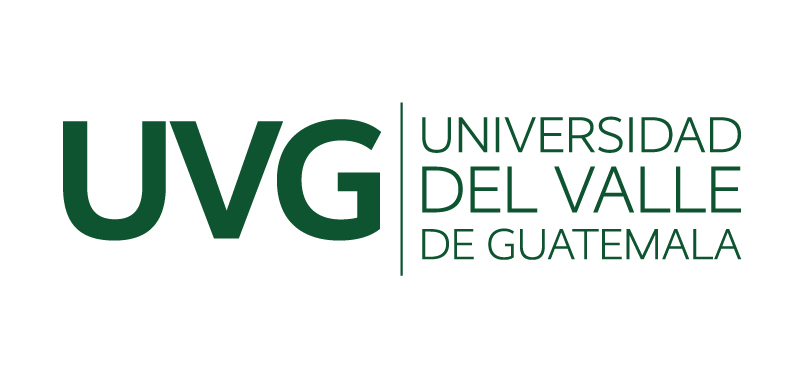 UVG
UNIVERSIDAD
DEL VALLE
DE GUATEMALA